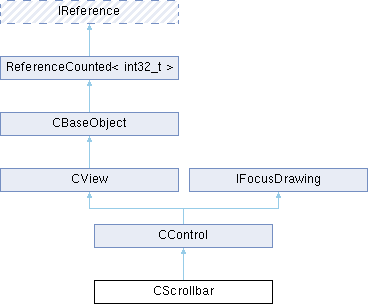 IReference
ReferenceCounted< int32_t >
CBaseObject
CView
IFocusDrawing
CControl
CScrollbar